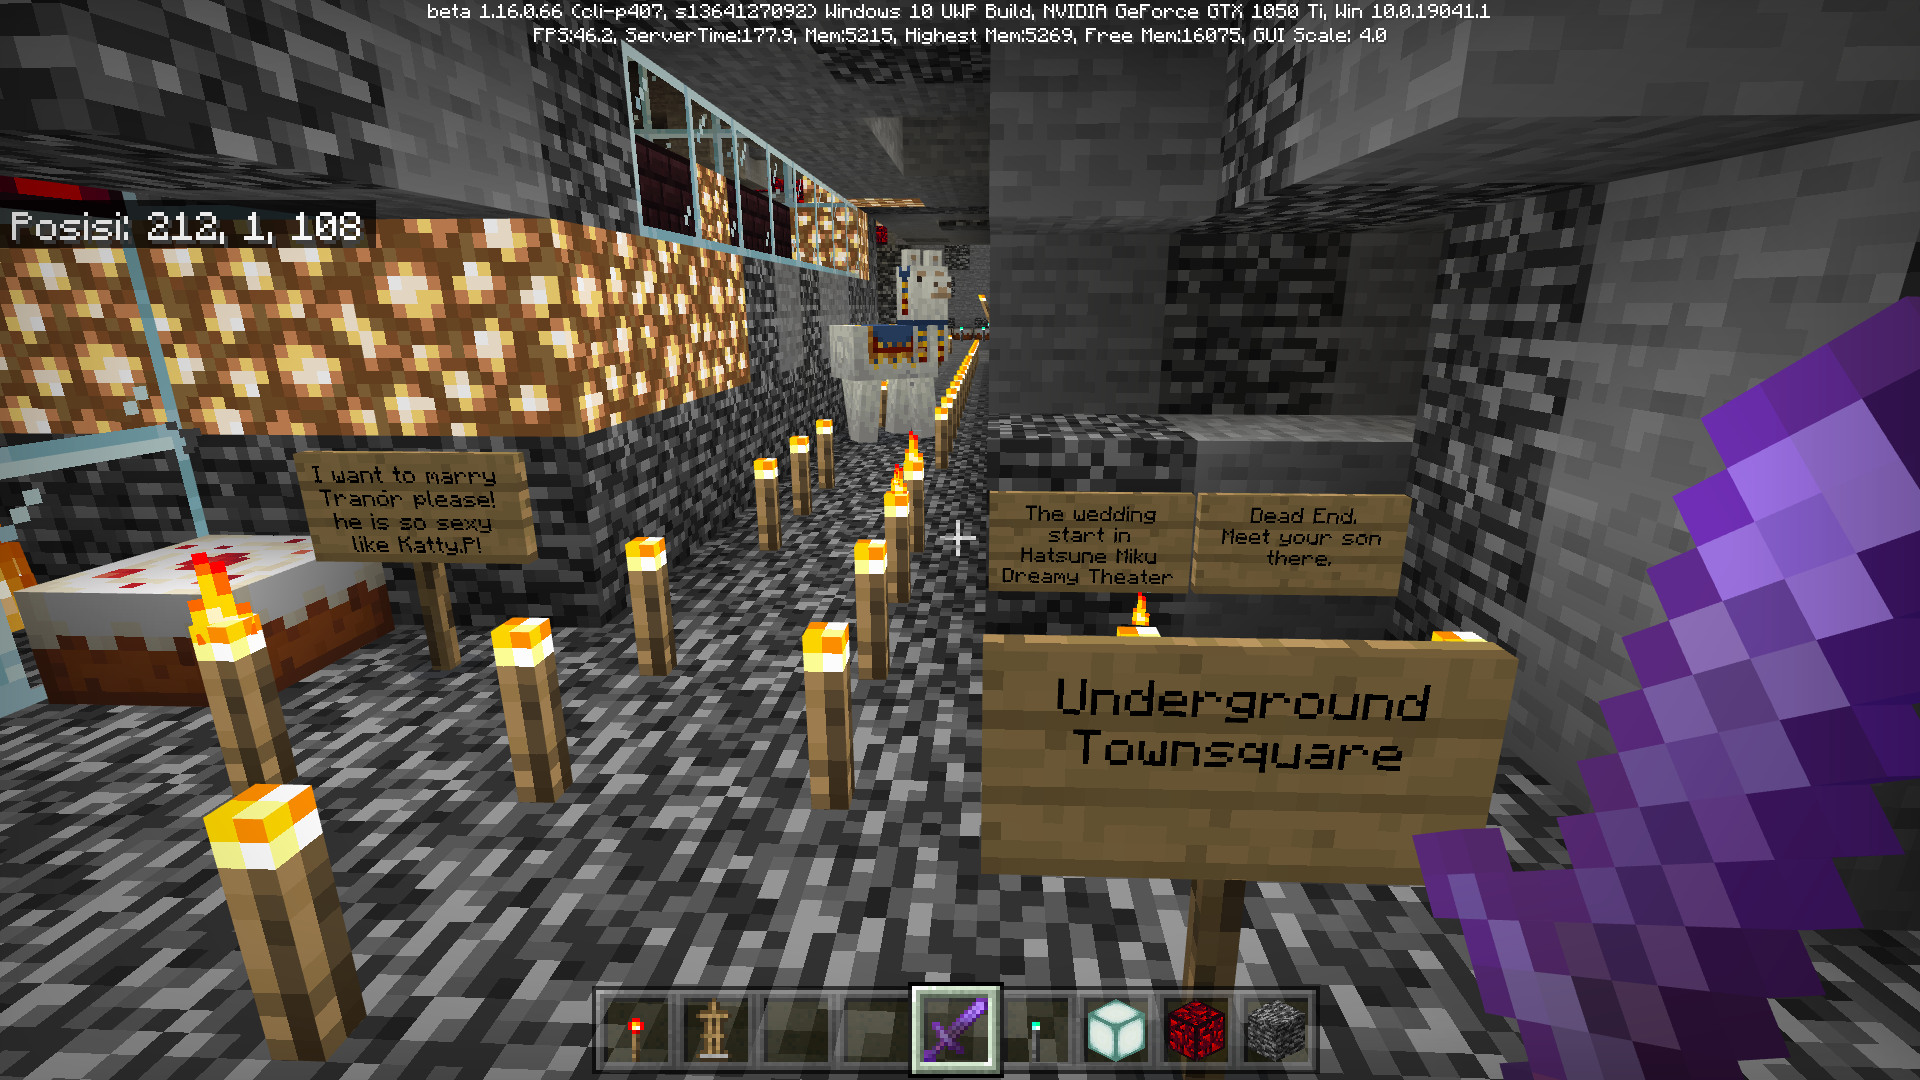 beta 1.16.0.66 (cli-p407, s1364127092) Windows 10 UWP Build, NVIDIA GeForce GTX 1050 Ti, Win 10.0.19041.1
FPS:46.2, ServerTime:177.9, Mem:5215, Highest Mem:5269, Free Mem:16075, GUI Scale: 4.0
Posisi: 212, 1, 108
I want to marry
Tranór please!
he is so sexy
like Katty.P!
The wedding
start in
Hatsune Miku
Dreamy Theater
Dead End.
Meet your son
there.
Underground
Townsquare